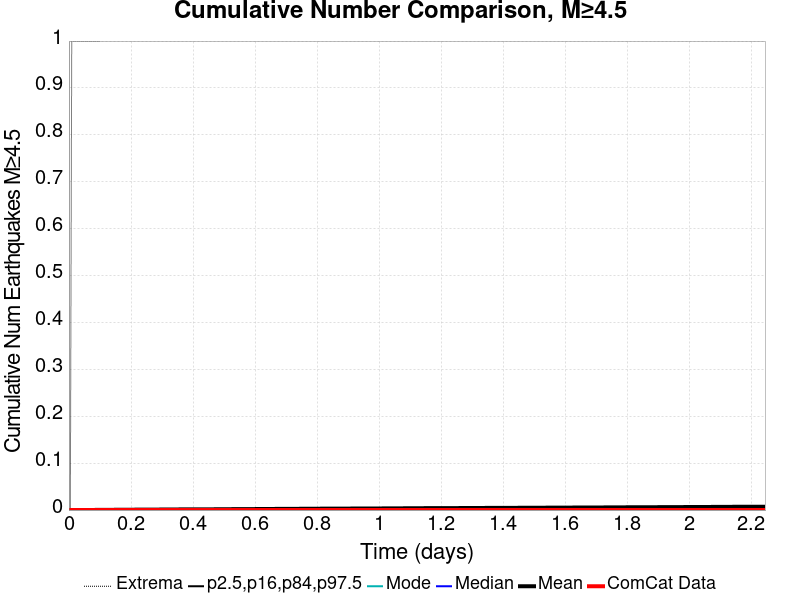 Cumulative Number Comparison, M≥4.5
Cumulative Num Earthquakes M≥4.5
1
0.9
0.8
0.7
0.6
0.5
0.4
0.3
0.2
0.1
0
0 0.2 0.4 0.6 0.8 1 1.2 1.4 1.6 1.8 2 2.2
Time (days)
Extrema p2.5,p16,p84,p97.5 Mode Median Mean ComCat Data